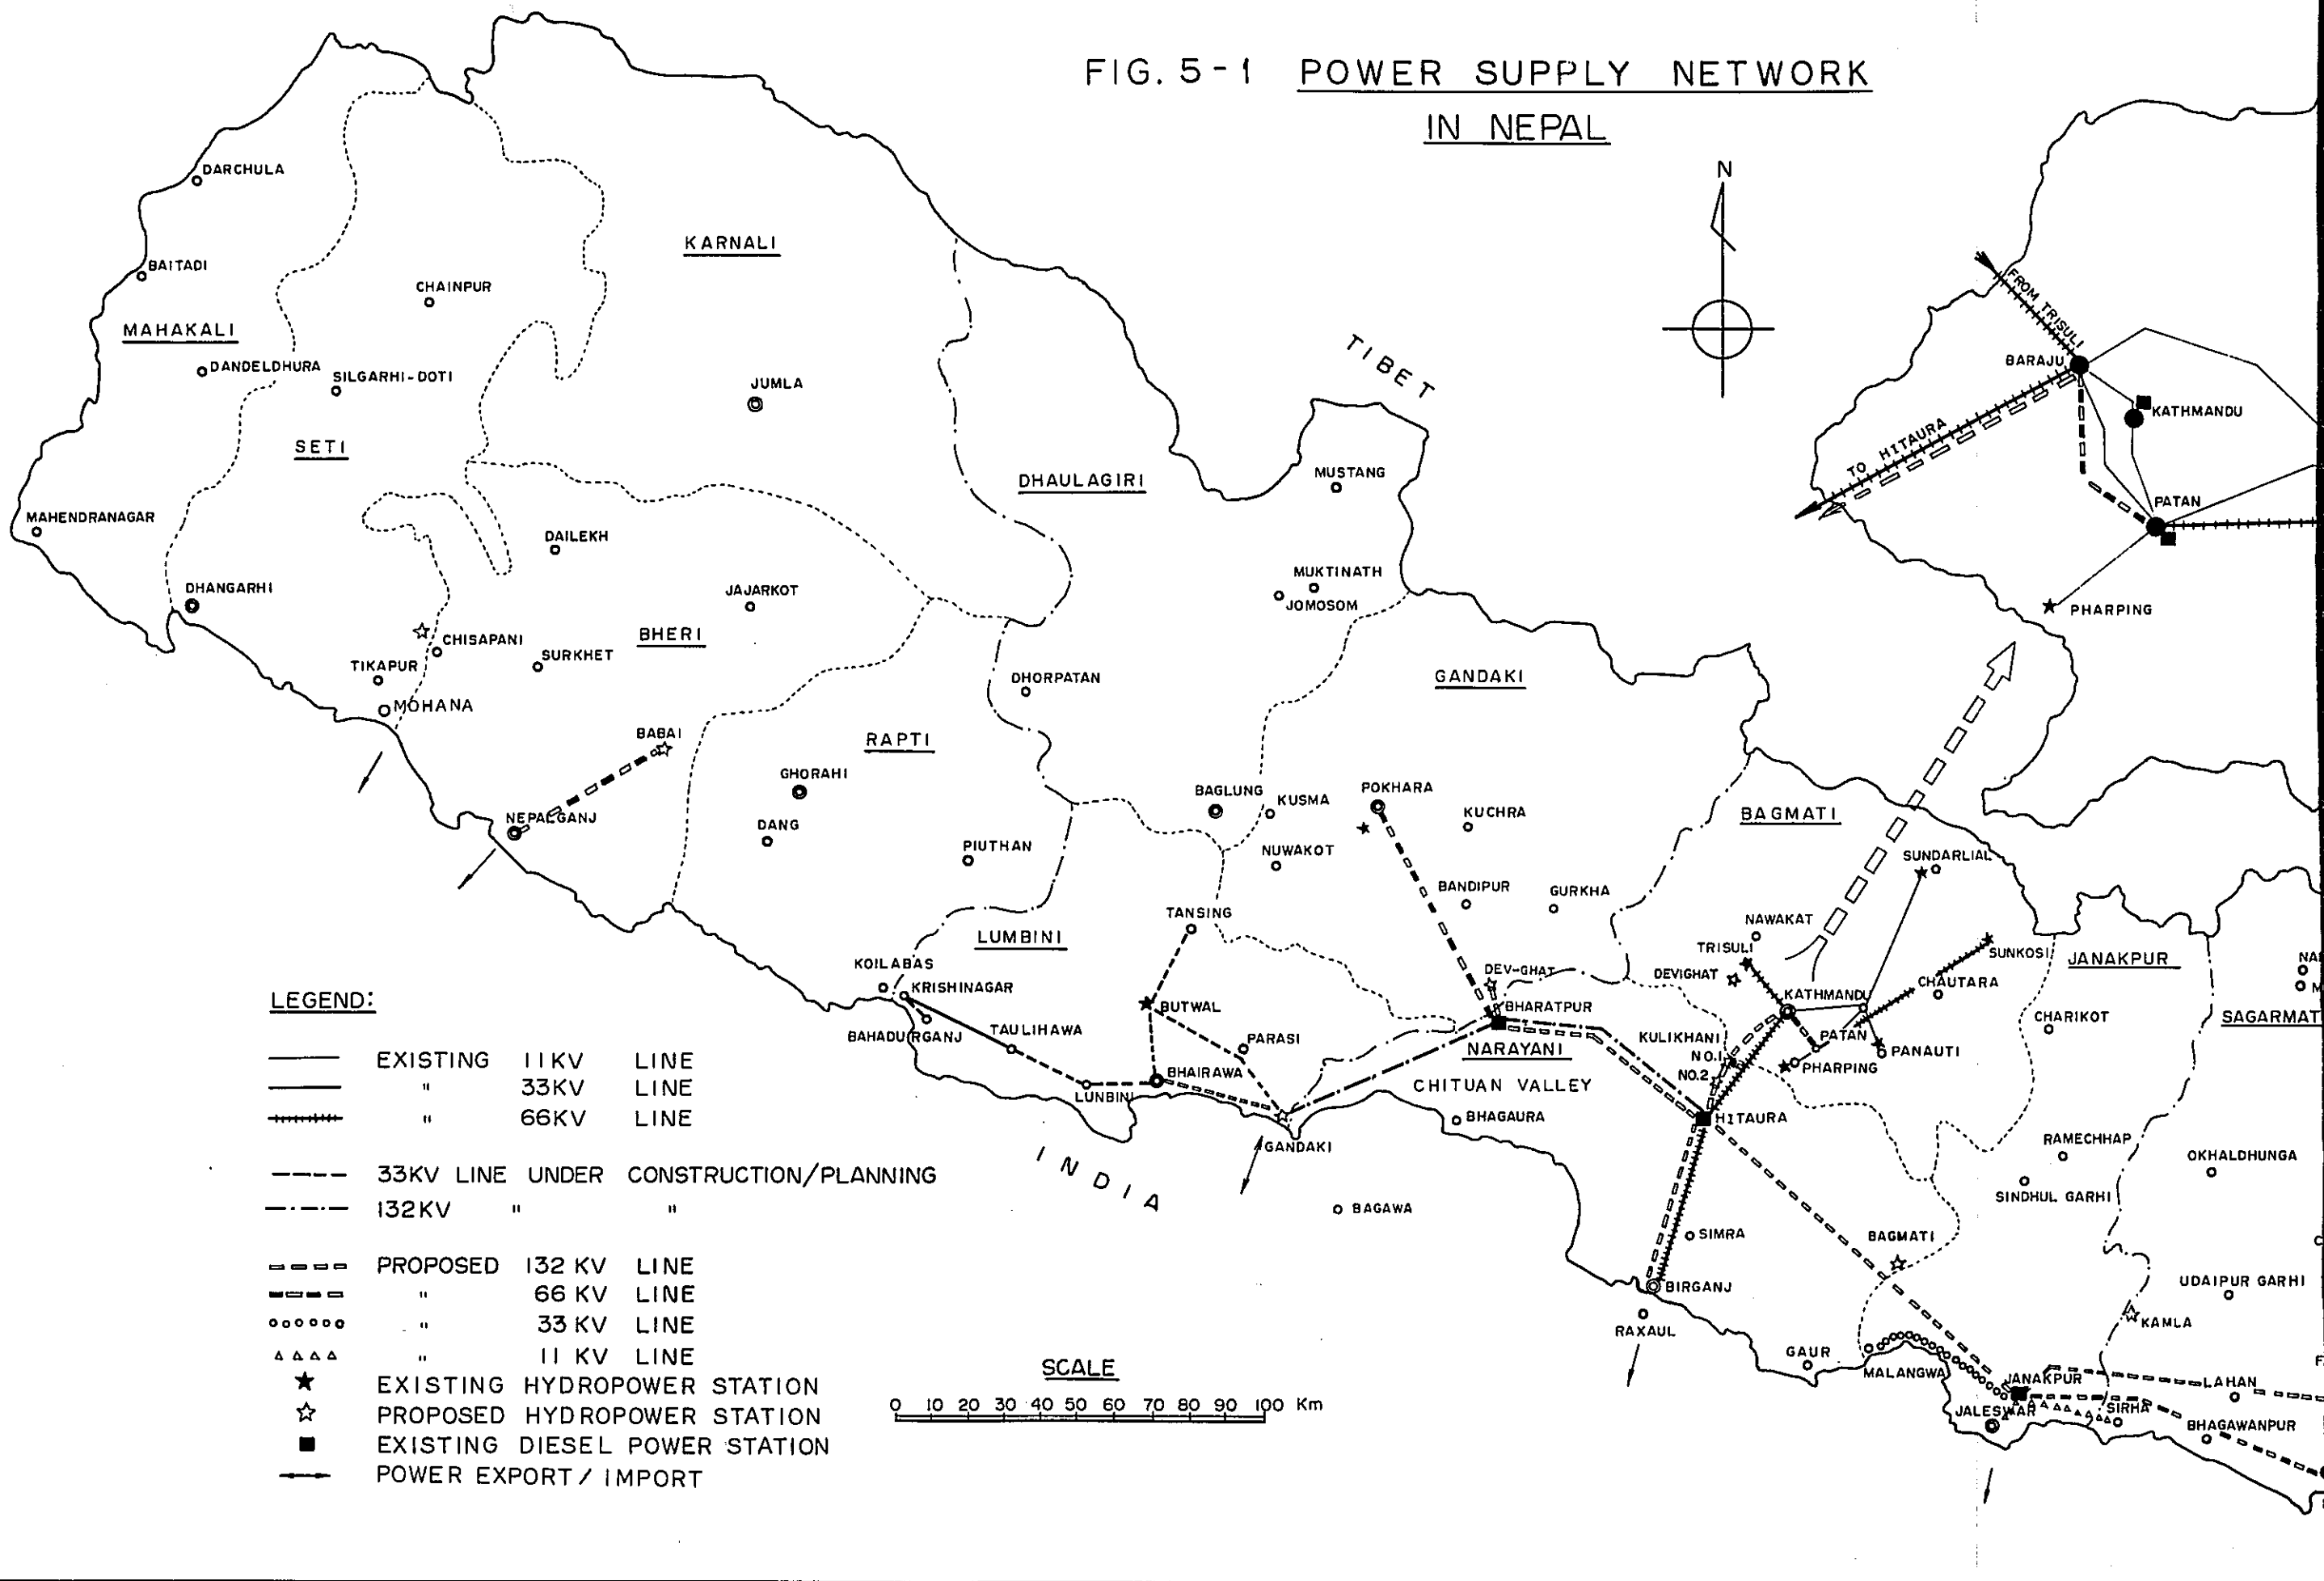 FIG. 5-1 POWER SUPPLY NETWORK
IN NEPAL
N
DARCHULA
BAITADI
MAHAKALI
DANDELDHURA
MAHENDRANAGAR
CHAINPUR
SILGARHI-DOTI
SETI
DHANGARHI
KARNALI
JUMLA
DAILEKH
JAJARKOT
BHERI
CHISAPANI
SURKHET
TIKAPUR
MOHANA
BABAI
NEPALGANJ
TIBET
DHAULAGIRI
MUSTANG
MUKTINATH
JOMOSOM
DHORPATAN
RAPTI
GHORAHI
DANG
PIUTHAN
GANDAKI
BAGLUNG
KUSMA
POKHARA
KUCHRA
NUWAKOT
BANDIPUR
GURKHA
TANSING
LUMBINI
KOILABAS
KRISHINAGAR
BAHADURGANJ
TAULIHAWA
LUNBINI
BUTWAL
PARASI
BHAIRAWA
GANDAKI
INDIA
DEV-GHAT
BHARATPUR
NARAYANI
CHITUAN VALLEY
BHAGAURA
BAGAWA
FROM TRISULI
BARAJU
KATHMANDU
TO HITAURA
PATAN
PHARPING
BAGMATI
SUNDARLIAL
NAWAKAT
TRISULI
DEVIGHAT
SUNKOSI
CHAUTARA
KATHMANDU
KULIKHANI
NO.1
NO.2
PATAN
PANAUTI
PHARPING
HITAURA
SIMRA
BIRGANJ
RAXAUL
JANAKPUR
CHARIKOT
SAGARMAT
NA
M
RAMECHHAP
SINDHUL GARHI
OKHALDHUNGA
BAGMATI
UDAIPUR GARHI
KAMLA
GAUR
MALANGWA
JANAKPUR
JALESWAR
SIRHA
LAHAN
BHAGAWANPUR
LEGEND:
EXISTING 11KV LINE
" 33KV LINE
" 66KV LINE
33KV LINE UNDER CONSTRUCTION/PLANNING
132KV " "
PROPOSED 132 KV LINE
" 66 KV LINE
" 33 KV LINE
" 11 KV LINE
EXISTING HYDROPOWER STATION
PROPOSED HYDROPOWER STATION
EXISTING DIESEL POWER STATION
POWER EXPORT / IMPORT
SCALE
0 10 20 30 40 50 60 70 80 90 100 Km